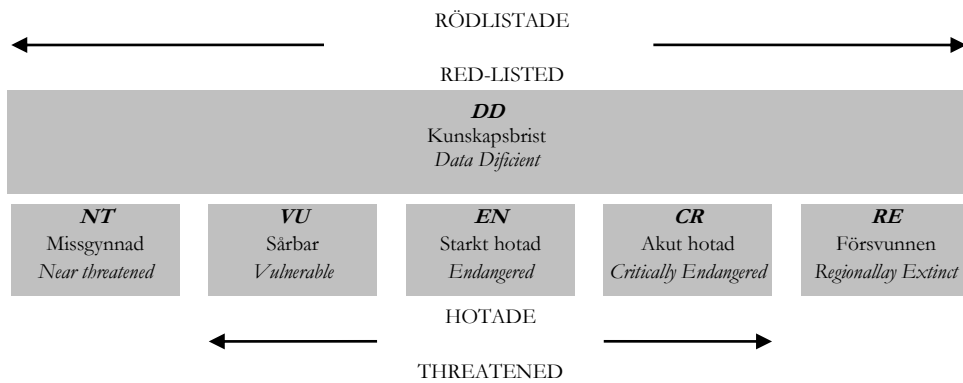 RÖDLISTADE
RED-LISTED
DD
Kunskapsbrist
Data Dificient
NT
Missgynnad
Near threatened
VU
Sårbar
Vulnerable
EN
Starkt hotad
Endangered
CR
Akut hotad
Critically Endangered
RE
Försvunnen
Regionallay Extinct
HOTADE
THREATENED